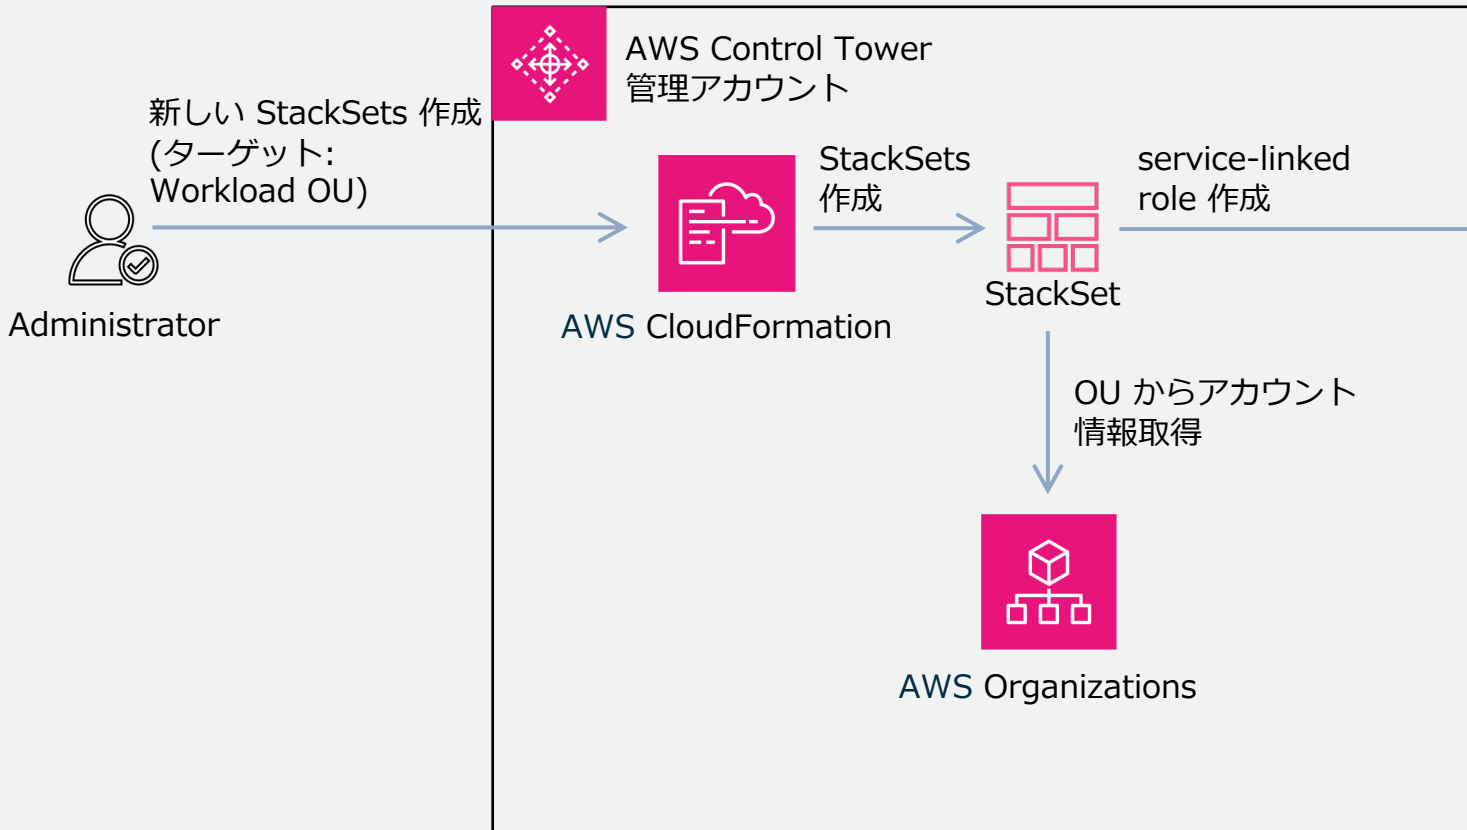 AWS Control Tower
管理アカウント
新しい StackSets 作成
(ターゲット:
Workload OU)
Administrator
AWS CloudFormation
StackSets
作成
StackSet
service-linked
role 作成
OU からアカウント
情報取得
AWS Organizations